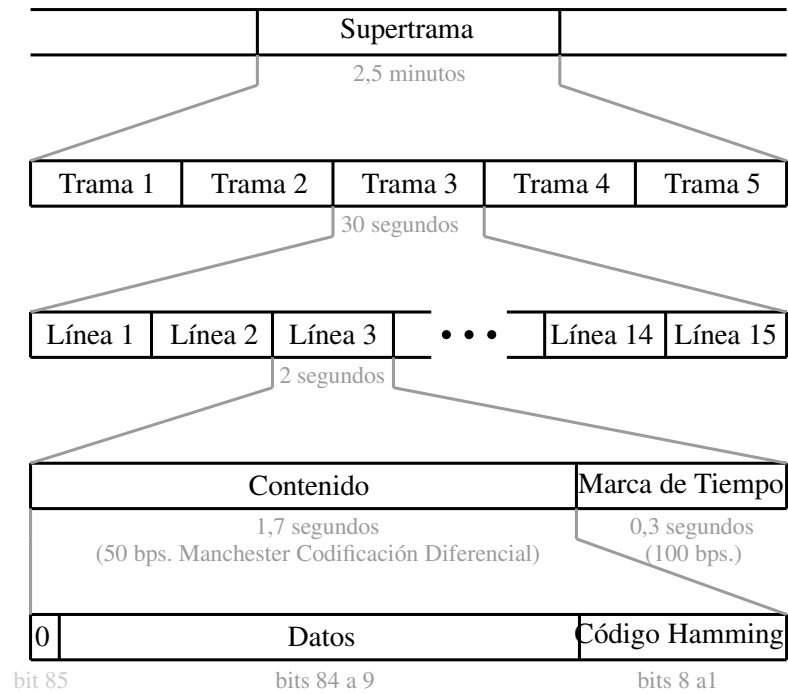 Supertrama
2,5 minutos
Trama 1 Trama 2 Trama 3 Trama 4 Trama 5
30 segundos
Línea 1 Línea 2 Línea 3 • • • Línea 14 Línea 15
2 segundos
Contenido Marca de Tiempo
1,7 segundos 0,3 segundos
(50 bps. Manchester Codificación Diferencial) (100 bps.)
0 Datos Código Hamming
bit 85 bits 84 a 9 bits 8 a1